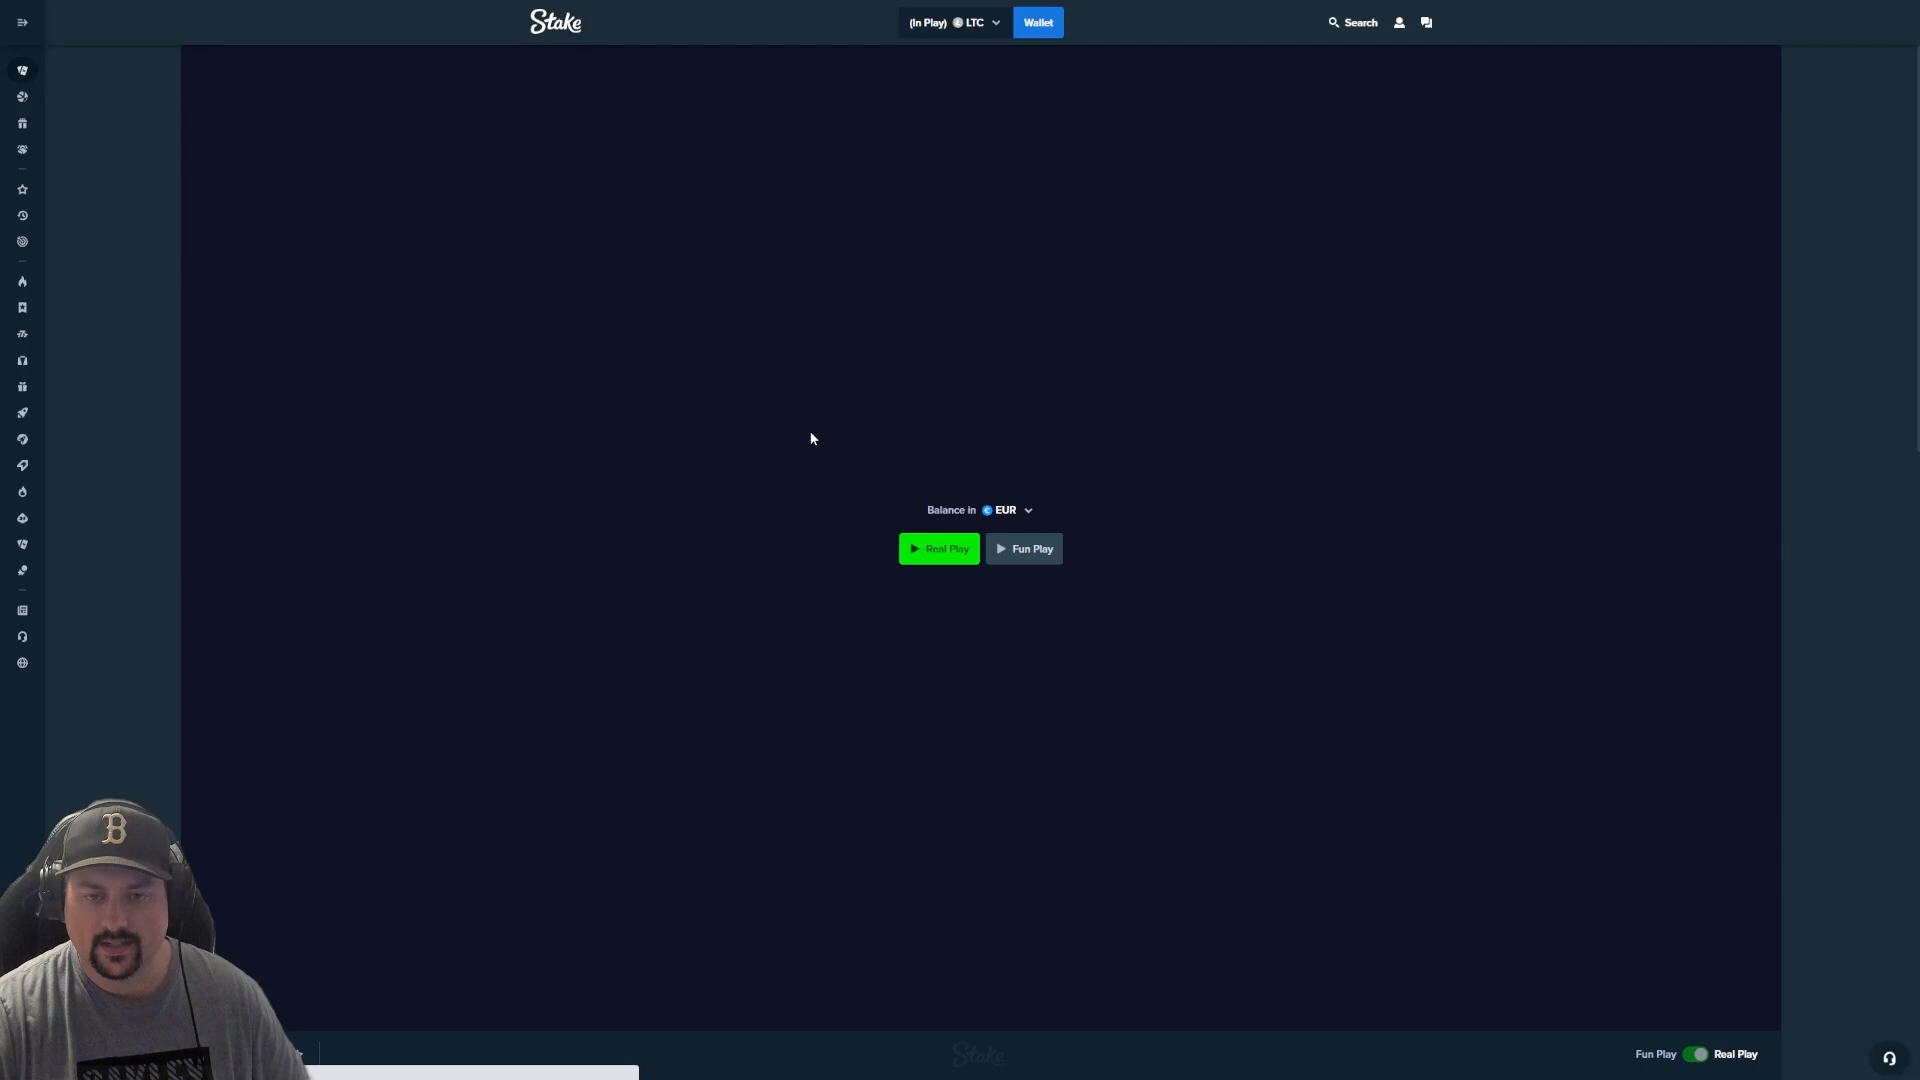 Stake
(In Play) LTC
Wallet
Search
Balance in EUR
Real Play
Fun Play
B
Stake
Fun Play
Real Play